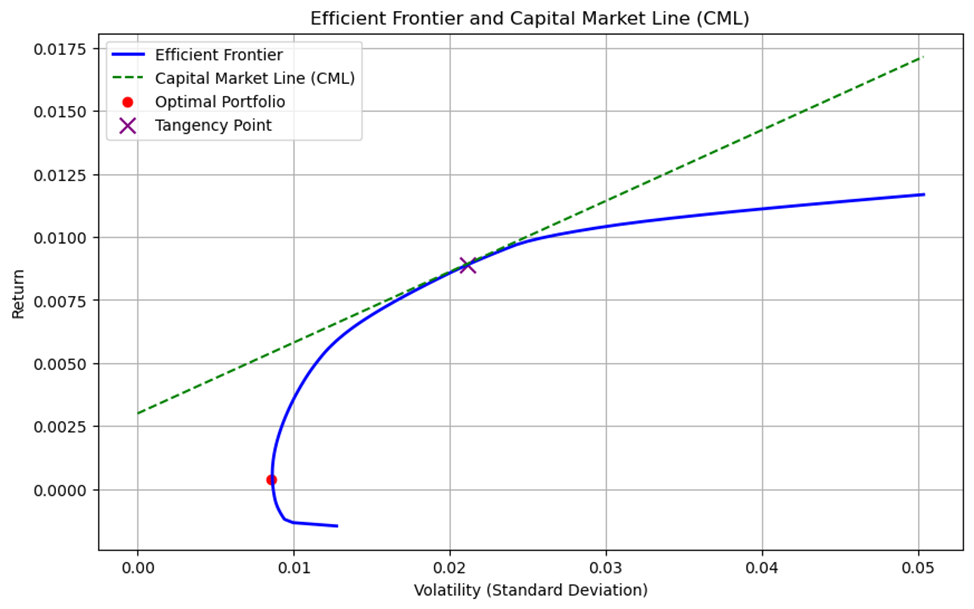 Efficient Frontier and Capital Market Line (CML)
Efficient Frontier
Capital Market Line (CML)
Optimal Portfolio
Tangency Point
0.0175
0.0150
0.0125
0.0100
0.0075
0.0050
0.0025
0.0000
Return
0.00 0.01 0.02 0.03 0.04 0.05
Volatility (Standard Deviation)